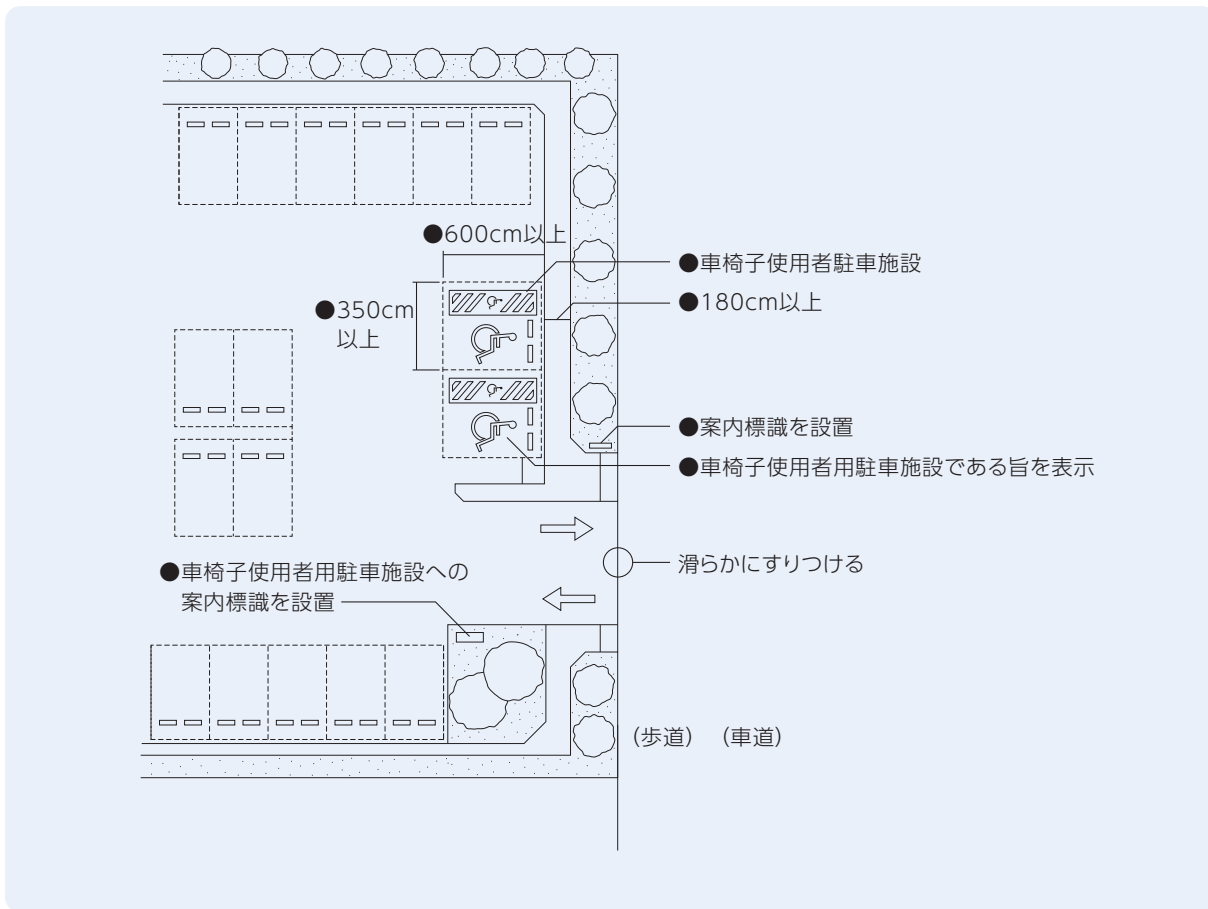 ●600cm以上
●車椅子使用者駐車施設
●180cm以上
●350cm
以上
●案内標識を設置
●車椅子使用者用駐車施設である旨を表示
滑らかにすりつける
●車椅子使用者用駐車施設への
案内標識を設置
（歩道）　（車道）